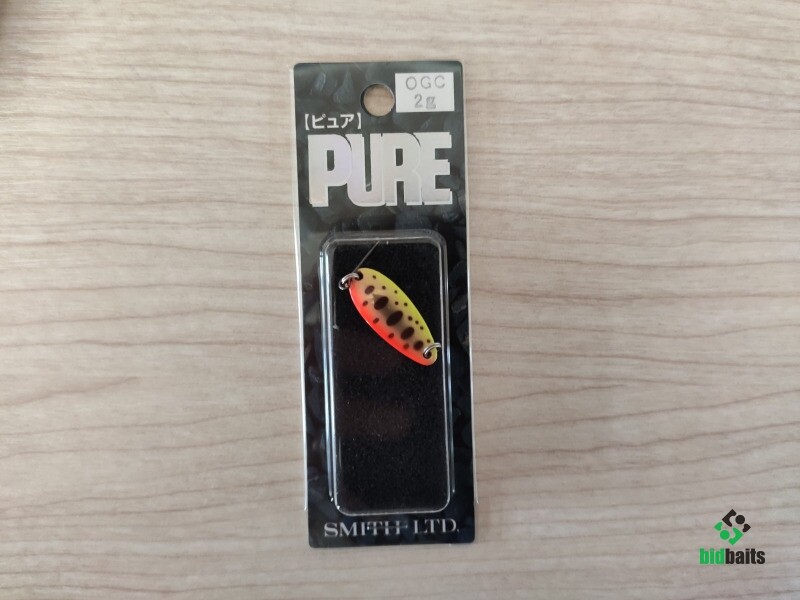 OGC
2g
【ピュア】
PURE
SMITH LTD.
bidbaits